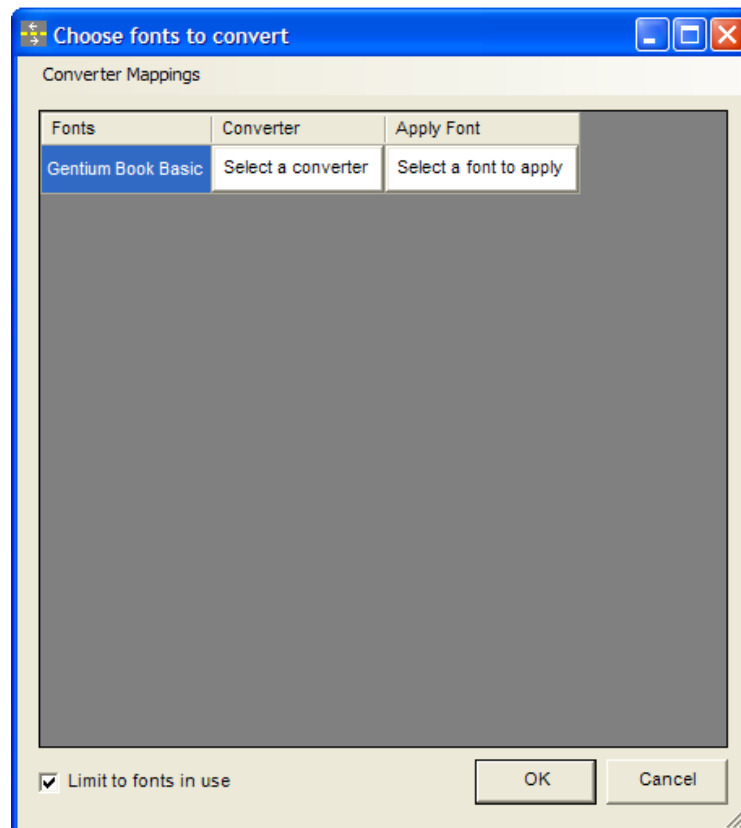 Choose fonts to convert
Converter Mappings
Fonts Converter Apply Font
Gentium Book Basic Select a converter Select a font to apply
Limit to fonts in use OK Cancel